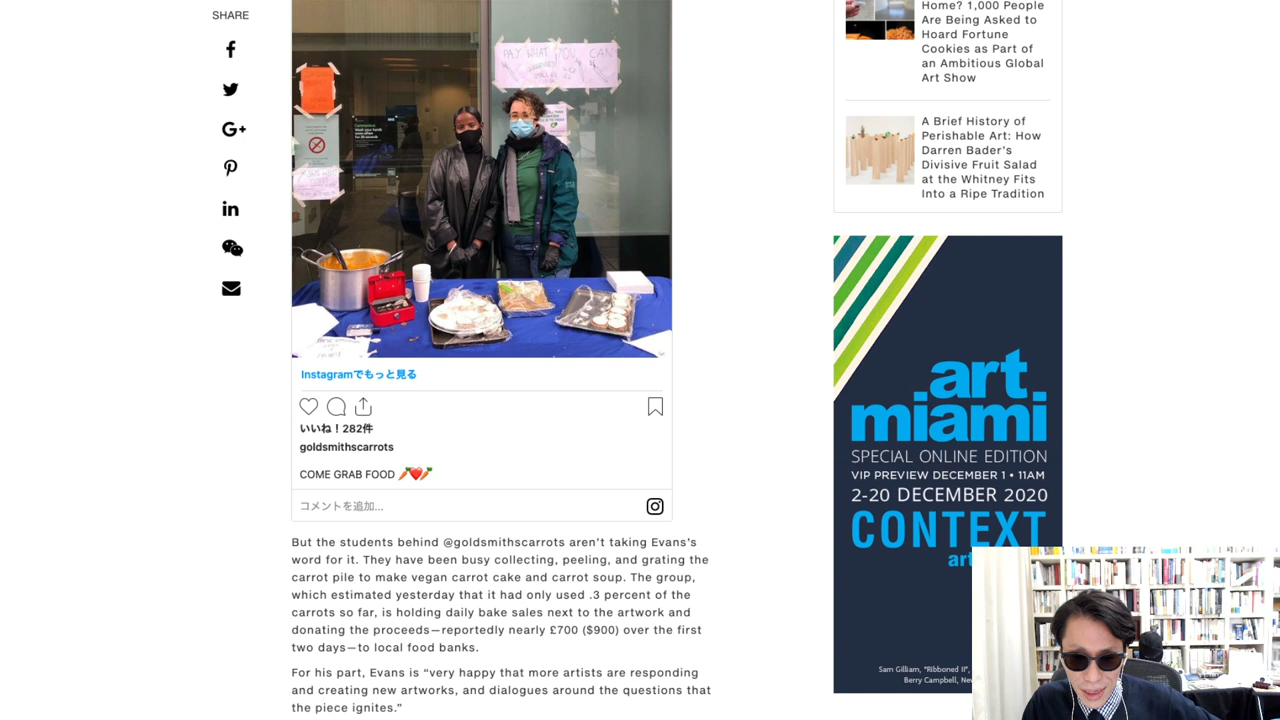 SHARE
PAY WHAT YOU CAN
Instagramでもっと見る
いいね！282件
goldsmithscarrots
COME GRAB FOOD 🥕❤️🥕
コメントを追加...
But the students behind @goldsmithscarrots aren’t taking Evans’s
word for it. They have been busy collecting, peeling, and grating the
carrot pile to make vegan carrot cake and carrot soup. The group,
which estimated yesterday that it had only used .3 percent of the
carrots so far, is holding daily bake sales next to the artwork and
donating the proceeds—reportedly nearly £700 ($900) over the first
two days—to local food banks.
For his part, Evans is “very happy that more artists are responding
and creating new artworks, and dialogues around the questions that
the piece ignites.”
Home? 1,000 People
Are Being Asked to
Hoard Fortune
Cookies as Part of
an Ambitious Global
Art Show
A Brief History of
Perishable Art: How
Darren Bader’s
Divisive Fruit Salad
at the Whitney Fits
Into a Ripe Tradition
art
miami
SPECIAL ONLINE EDITION
VIP PREVIEW DECEMBER 1 • 11AM
2-20 DECEMBER 2020
CONTEXT
art
Sam Gilliam, "Ribboned II",
Berry Campbell, New